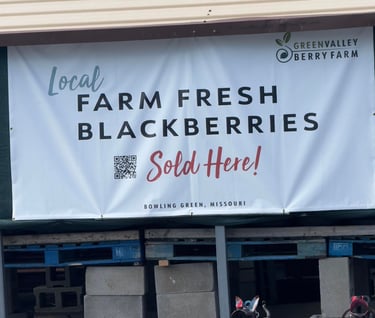 GREENVALLEY
BERRY FARM
Local
FARM FRESH
BLACKBERRIES
Sold Here!
BOWLING GREEN, MISSOURI